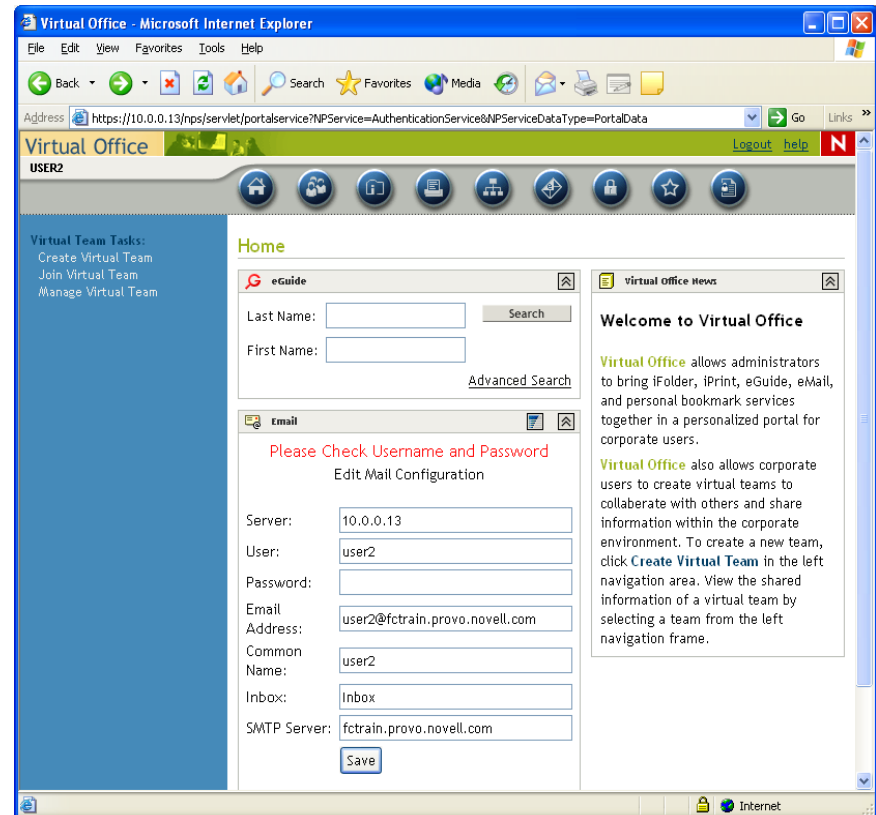 Virtual Office - Microsoft Internet Explorer
File Edit View Favorites Tools Help
Back Search Favorites Media
Address https://10.0.0.13/nps/servlet/portalservice?NPService=AuthenticationService&NPServiceDataType=PortalData Go Links »
Virtual Office Logout help N
USER2
Virtual Team Tasks:
Create Virtual Team
Join Virtual Team
Manage Virtual Team
Home
eGuide
Last Name: Search
First Name:
Advanced Search
Email
Please Check Username and Password
Edit Mail Configuration
Server: 10.0.0.13
User: user2
Password:
Email
Address: user2@fctrain.provo.novell.com
Common
Name: user2
Inbox: Inbox
SMTP Server: fctrain.provo.novell.com
Save
Virtual Office News
Welcome to Virtual Office
Virtual Office allows administrators
to bring iFolder, iPrint, eGuide, eMail,
and personal bookmark services
together in a personalized portal for
corporate users.
Virtual Office also allows corporate
users to create virtual teams to
collaberate with others and share
information within the corporate
environment. To create a new team,
click Create Virtual Team in the left
navigation area. View the shared
information of a virtual team by
selecting a team from the left
navigation frame.
Internet